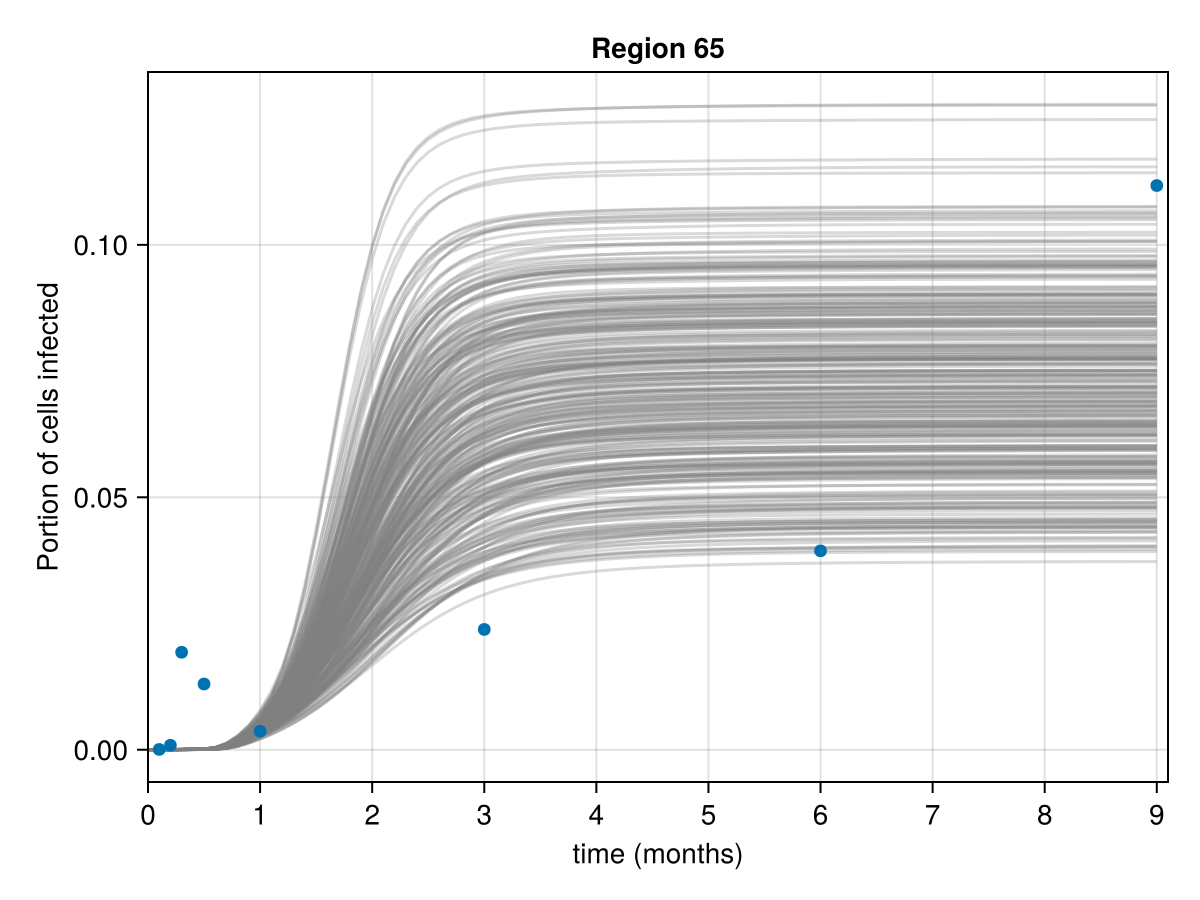 Region 65
Portion of cells infected
0.10
0.05
0.00
0 1 2 3 4 5 6 7 8 9
time (months)